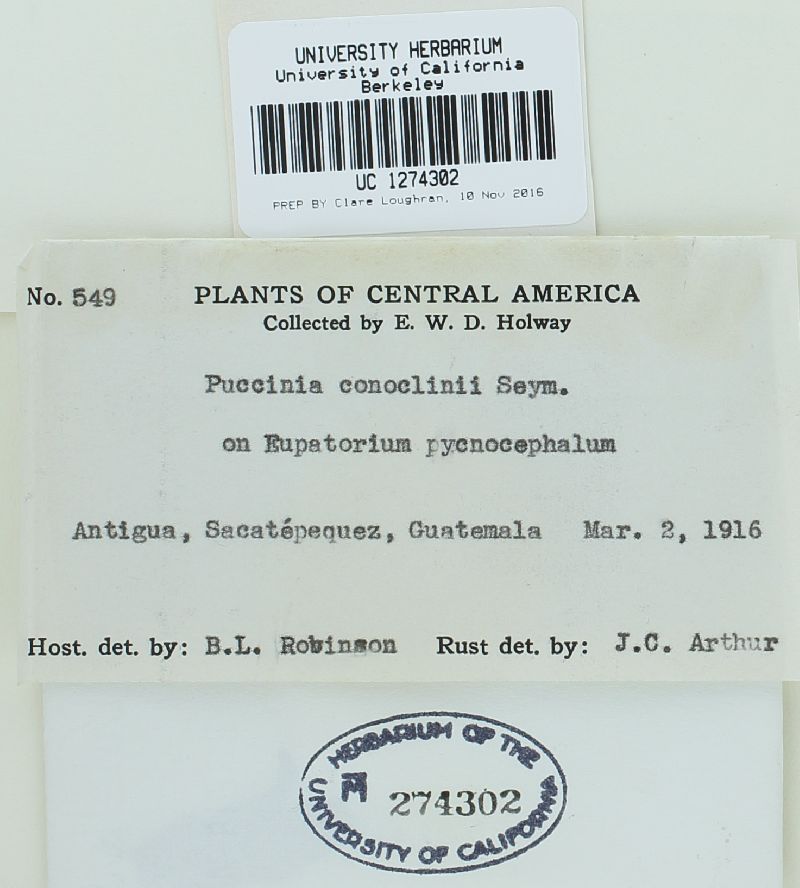 UNIVERSITY HERBARIUM
University of California
Berkeley
UC 1274302
PREP BY Clare Loughran, 10 Nov 2016
No. 549 PLANTS OF CENTRAL AMERICA
Collected by E. W. D. Holway
Puccinia conoclinii Seym.
on Eupatorium pycnocephalum
Antigua, Sacatépequez, Guatemala Mar. 2, 1916
Host. det. by: B.L. Robinson Rust det. by: J.C. Arthur
HERBARIUM OF THE
274302
UNIVERSITY OF CALIFORNIA